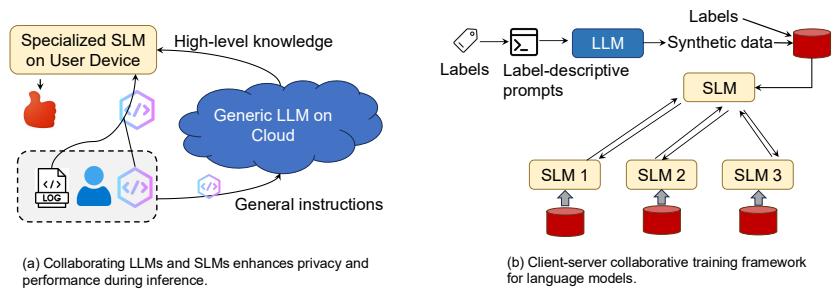 Specialized SLM
on User Device
High-level knowledge
Generic LLM on
Cloud
</>
LOG
</>
</>
General instructions
(a) Collaborating LLMs and SLMs enhances privacy and
performance during inference.
Labels
Labels
Label-descriptive
prompts
LLM
Synthetic data
SLM
SLM 1
SLM 2
SLM 3
(b) Client-server collaborative training framework
for language models.